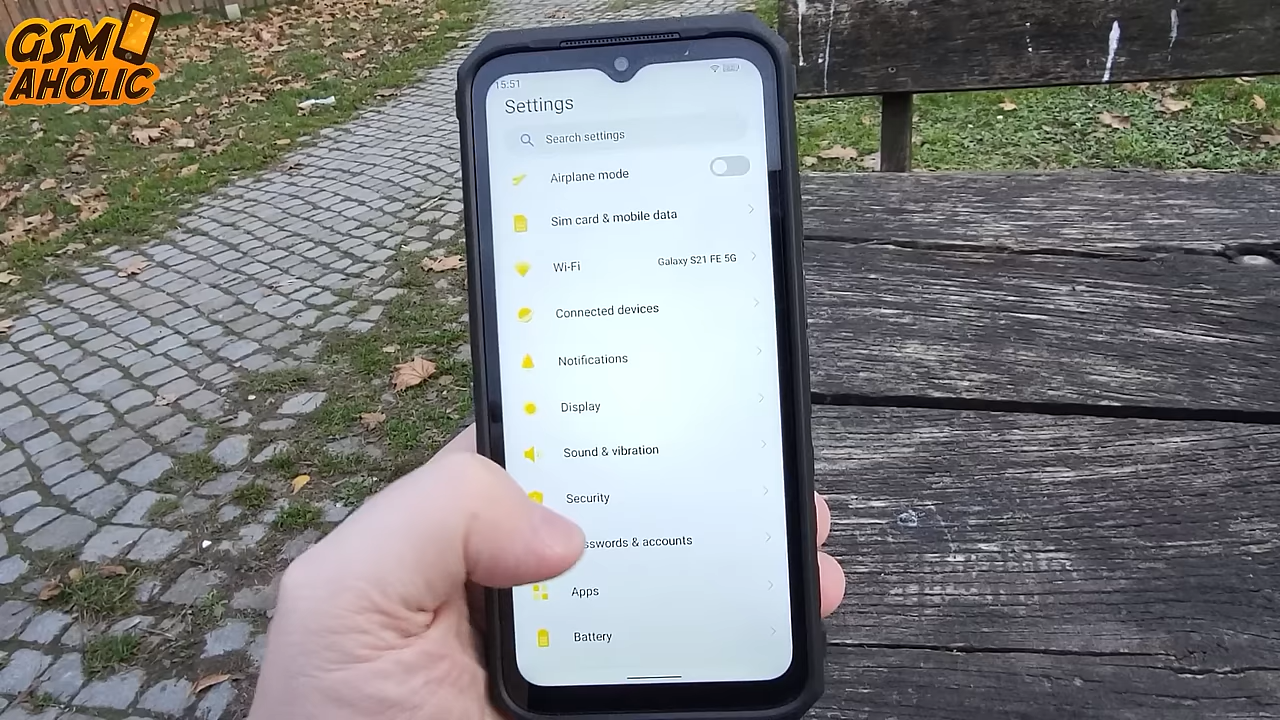 GSM
AHOLIC
15:51
Settings
Search settings
Airplane mode
Sim card & mobile data
Wi-Fi Galaxy S21 FE 5G
Connected devices
Notifications
Display
Sound & vibration
Security
swords & accounts
Apps
Battery